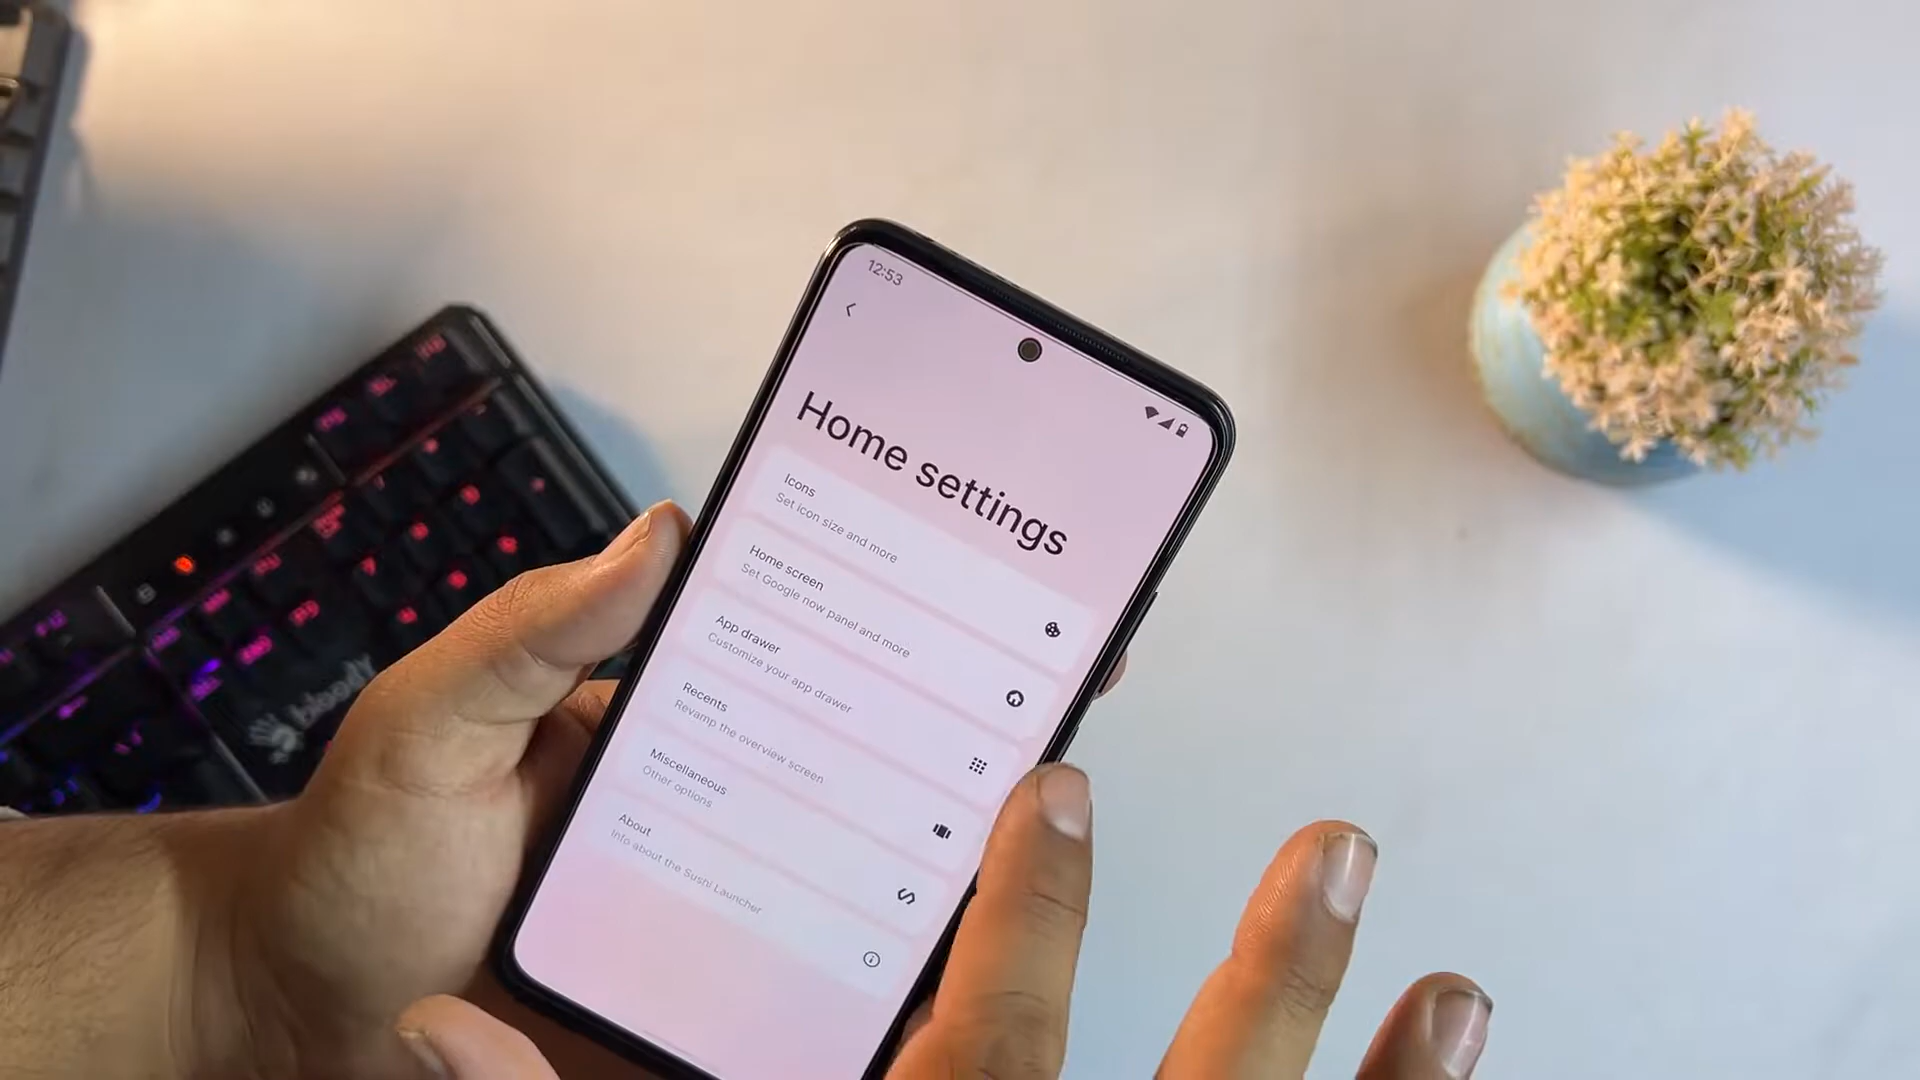 12:53
Home settings
Icons
Set icon size and more
Home screen
Set Google now panel and more
App drawer
Customize your app drawer
Recents
Revamp the overview screen
Miscellaneous
Other options
About
Info about the Sushi Launcher
bloody